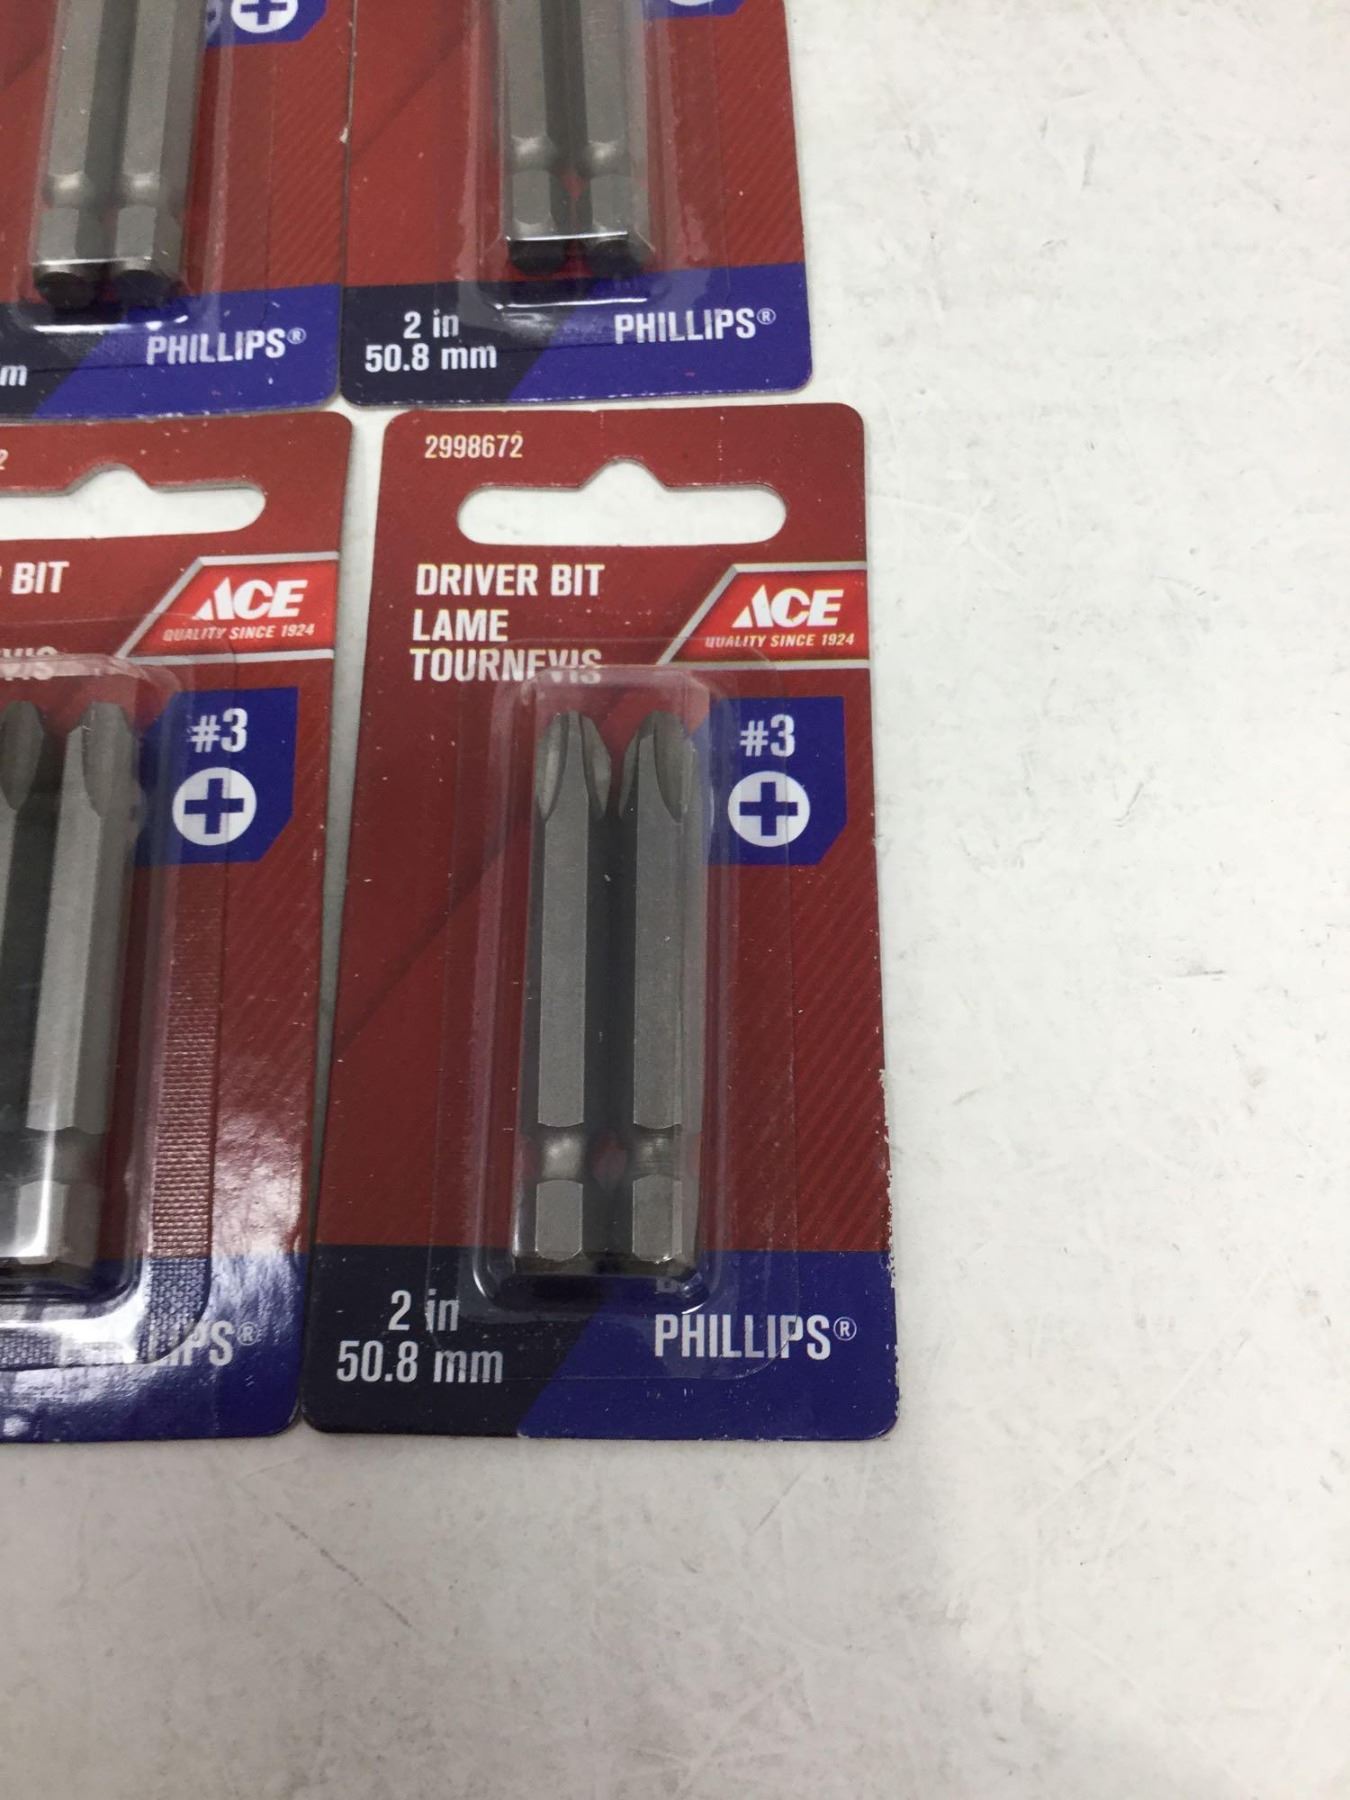 PHILLIPS®
m
2 in
50.8 mm
PHILLIPS®
2
BIT
ACE
QUALITY SINCE 1924
#3
2998672
DRIVER BIT
LAME
TOURNEVIS
ACE
QUALITY SINCE 1924
#3
2 in
50.8 mm
PHILLIPS®